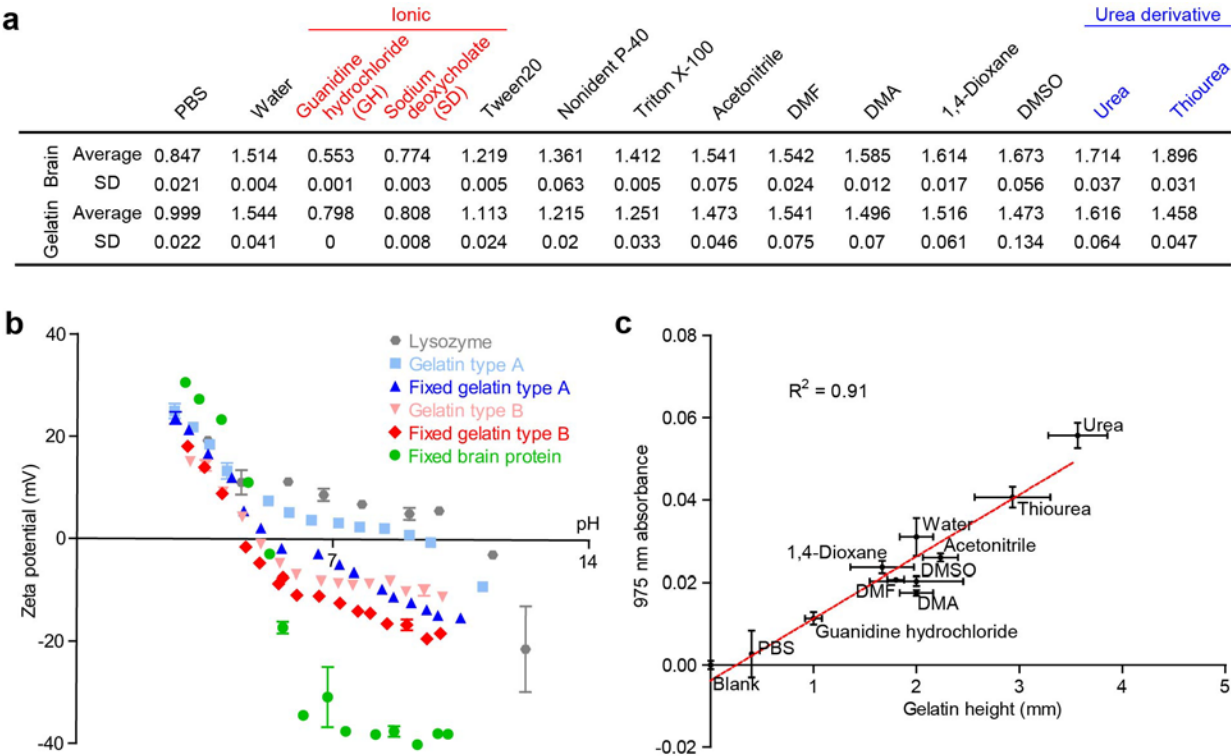 a
Ionic
Urea derivative
PBS
Water
Guanidine
hydrochloride
(GH)
Sodium
deoxycholate
(SD)
Tween20
Nonident P-40
Triton X-100
Acetonitrile
DMF
DMA
1,4-Dioxane
DMSO
Urea
Thiourea
Brain
Average 0.847 1.514 0.553 0.774 1.219 1.361 1.412 1.541 1.542 1.585 1.614 1.673 1.714 1.896
SD 0.021 0.004 0.001 0.003 0.005 0.063 0.005 0.075 0.024 0.012 0.017 0.056 0.037 0.031
Gelatin
Average 0.999 1.544 0.798 0.808 1.113 1.215 1.251 1.473 1.541 1.496 1.516 1.473 1.616 1.458
SD 0.022 0.041 0 0.008 0.024 0.02 0.033 0.046 0.075 0.07 0.061 0.134 0.064 0.047
b
40
20
0
-20
-40
Zeta potential (mV)
Lysozyme
Gelatin type A
Fixed gelatin type A
Gelatin type B
Fixed gelatin type B
Fixed brain protein
pH
7
14
c
0.08
0.06
0.04
0.02
0.00
-0.02
975 nm absorbance
R² = 0.91
Urea
Thiourea
Water
Acetonitrile
1,4-Dioxane
DMSO
DMF
DMA
Guanidine hydrochloride
PBS
Blank
1 2 3 4 5
Gelatin height (mm)